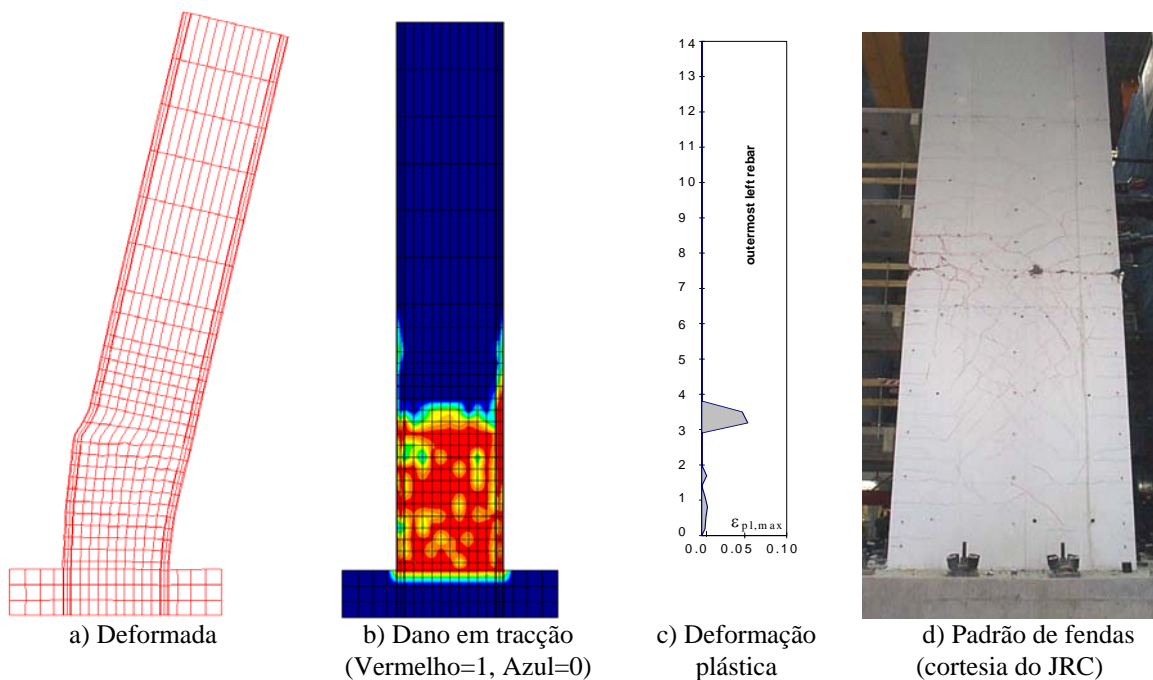 14
13
12
11
10
9
8
7
6
5
4
3
2
1
0
outermost left rebar
εpl,max
0.0 0.05 0.10
a) Deformada
b) Dano em tracção
(Vermelho=1, Azul=0)
c) Deformação
plástica
d) Padrão de fendas
(cortesia do JRC)